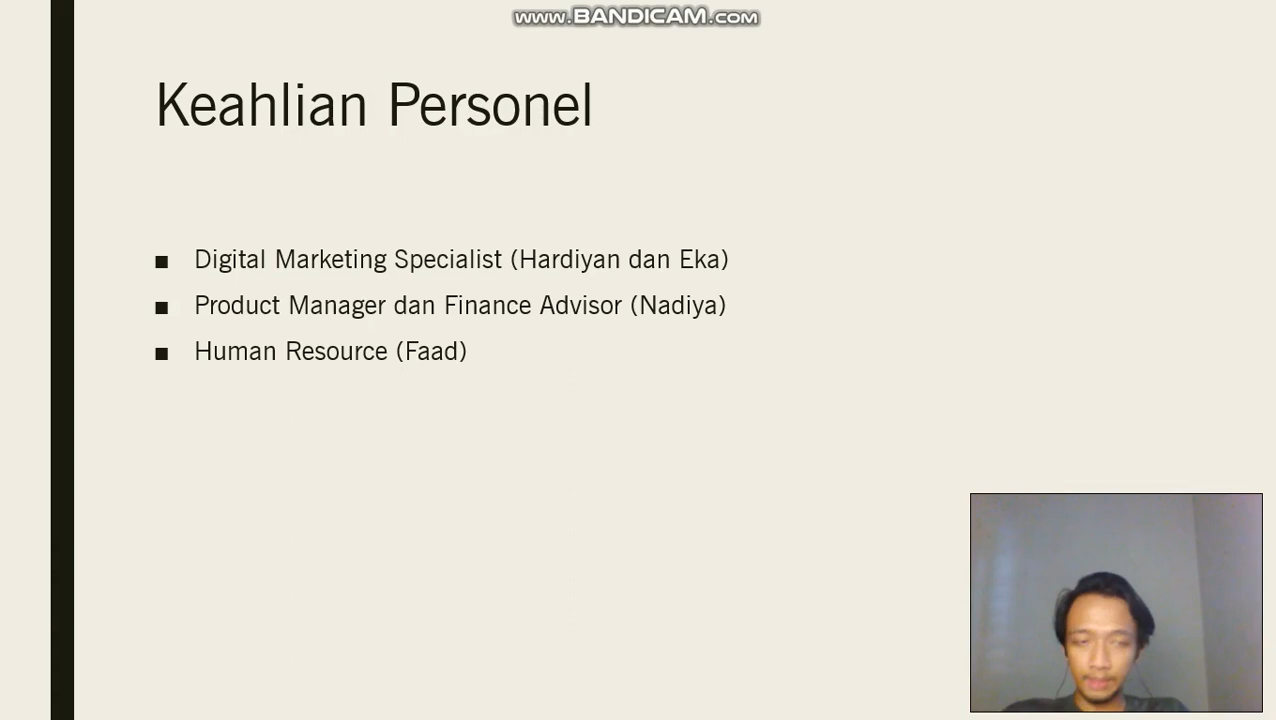 www.BANDICAM.com
Keahlian Personel
■ Digital Marketing Specialist (Hardiyan dan Eka)
■ Product Manager dan Finance Advisor (Nadiya)
■ Human Resource (Faad)